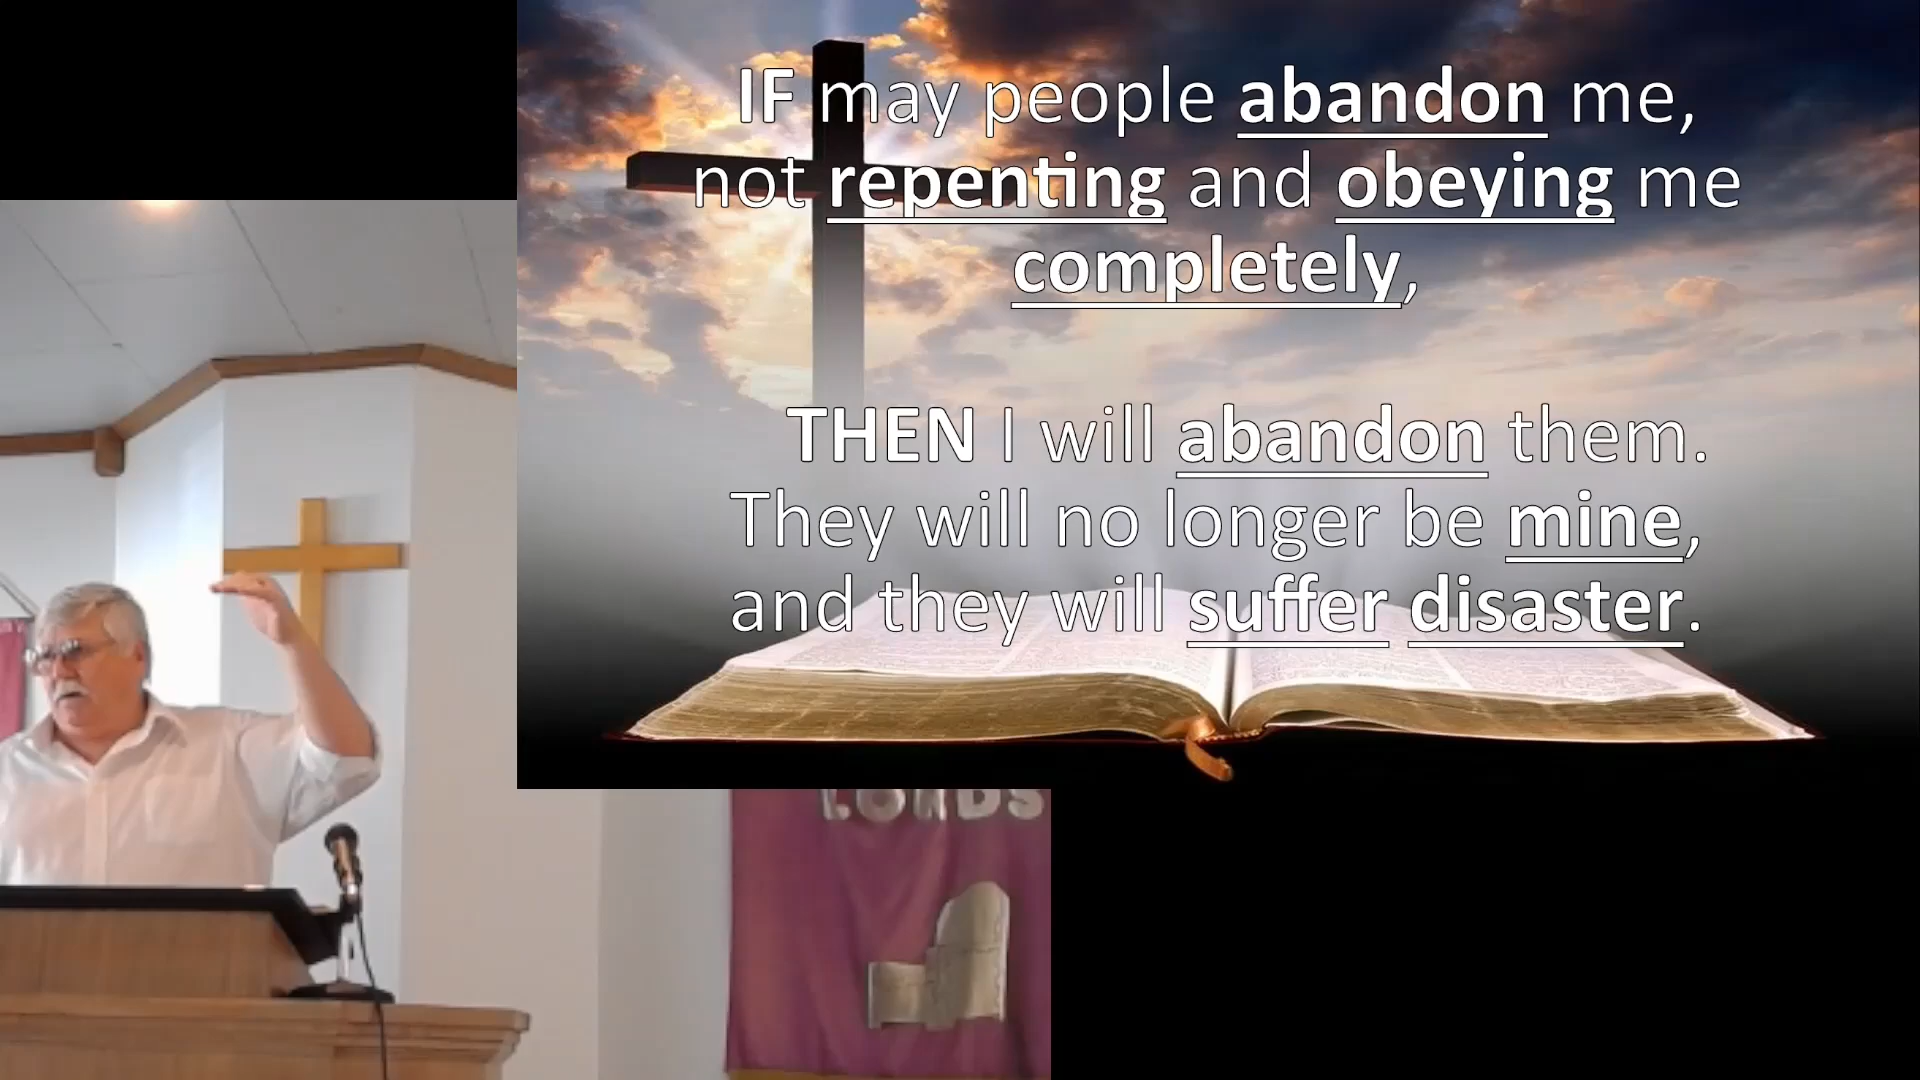 IF may people abandon me,
not repenting and obeying me
completely,
THEN I will abandon them.
They will no longer be mine,
and they will suffer disaster.
LORDS